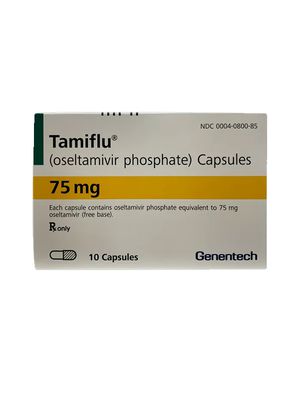 NDC 0004-0800-85
Tamiflu®
(oseltamivir phosphate) Capsules
75 mg
Each capsule contains oseltamivir phosphate equivalent to 75 mg
oseltamivir (free base).
℞ only
10 Capsules
Genentech